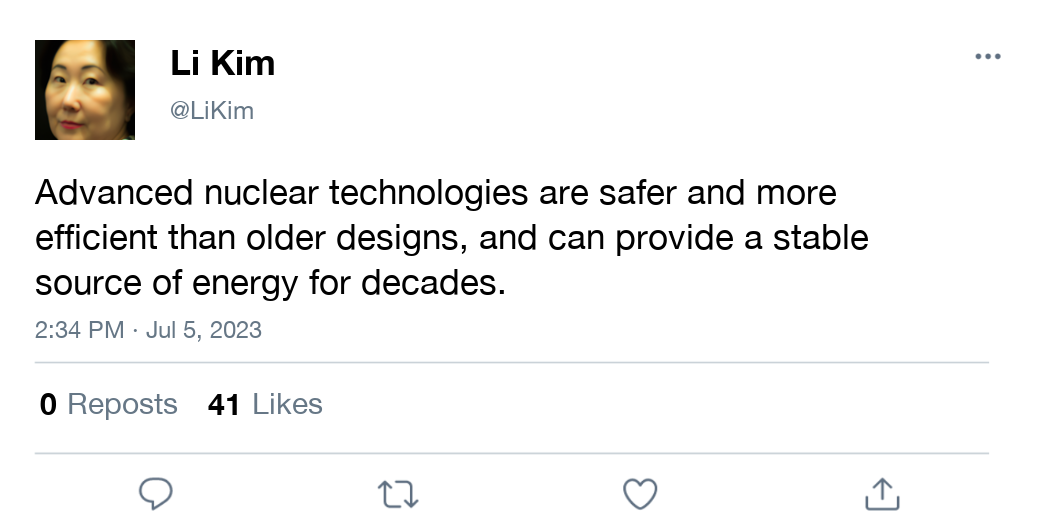 Li Kim
@LiKim
Advanced nuclear technologies are safer and more
efficient than older designs, and can provide a stable
source of energy for decades.
2:34 PM · Jul 5, 2023
0 Reposts 41 Likes